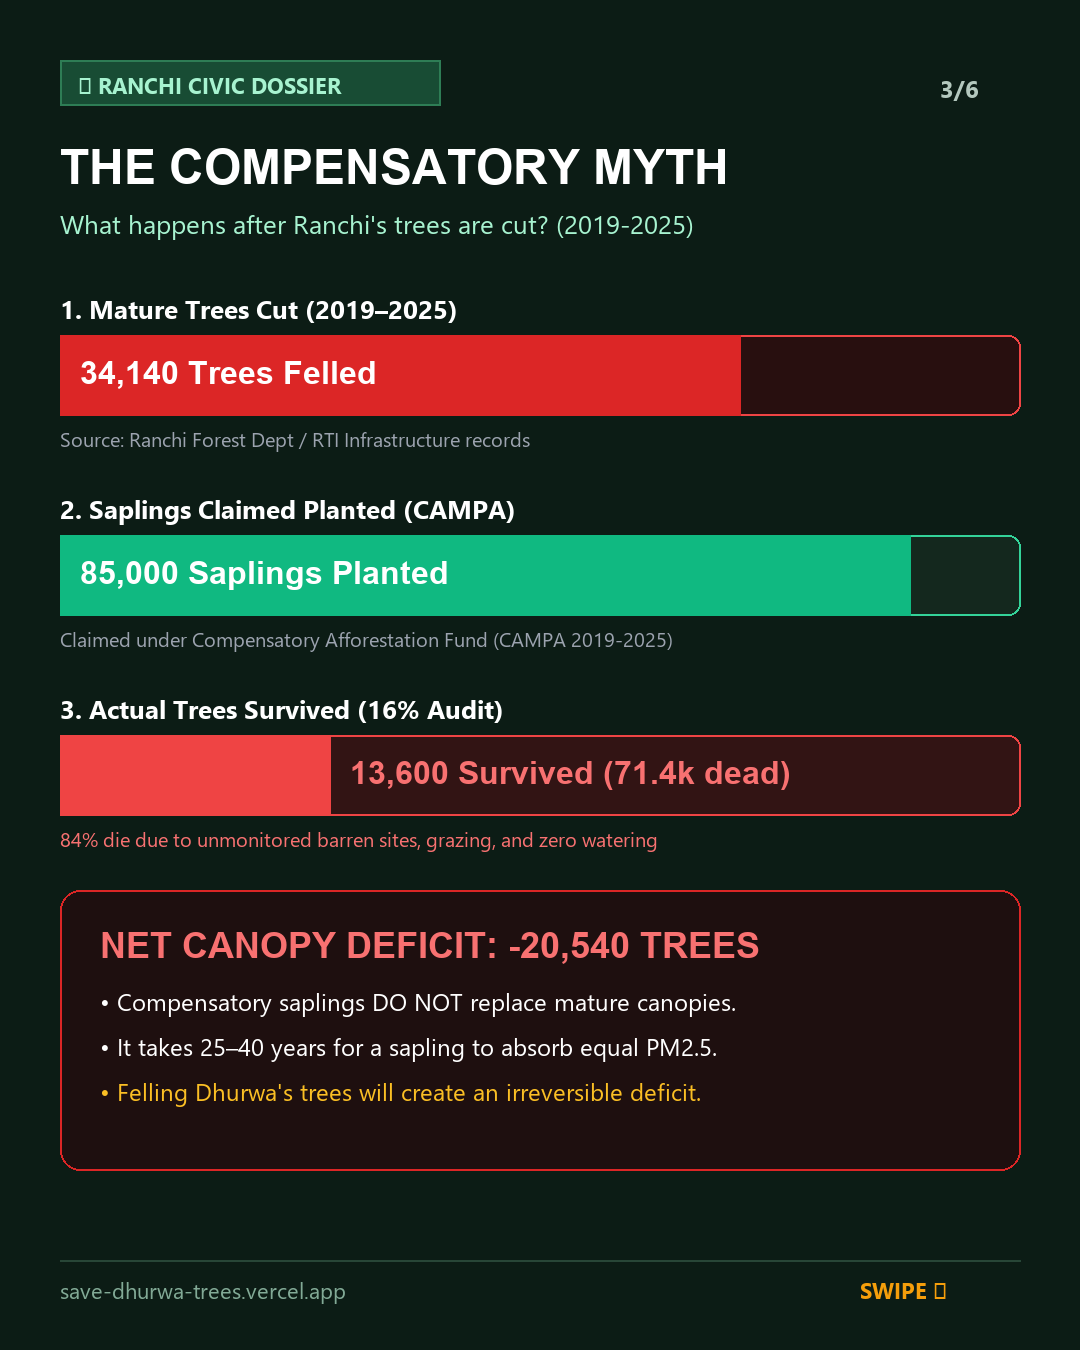 RANCHI CIVIC DOSSIER
3/6
THE COMPENSATORY MYTH
What happens after Ranchi's trees are cut? (2019-2025)
1. Mature Trees Cut (2019–2025)
34,140 Trees Felled
Source: Ranchi Forest Dept / RTI Infrastructure records
2. Saplings Claimed Planted (CAMPA)
85,000 Saplings Planted
Claimed under Compensatory Afforestation Fund (CAMPA 2019-2025)
3. Actual Trees Survived (16% Audit)
13,600 Survived (71.4k dead)
84% die due to unmonitored barren sites, grazing, and zero watering
NET CANOPY DEFICIT: -20,540 TREES
• Compensatory saplings DO NOT replace mature canopies.
• It takes 25–40 years for a sapling to absorb equal PM2.5.
• Felling Dhurwa's trees will create an irreversible deficit.
save-dhurwa-trees.vercel.app
SWIPE